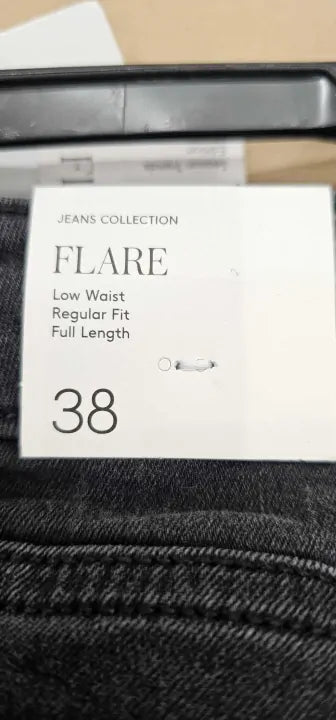 JEANS COLLECTION
FLARE
Low Waist
Regular Fit
Full Length
38